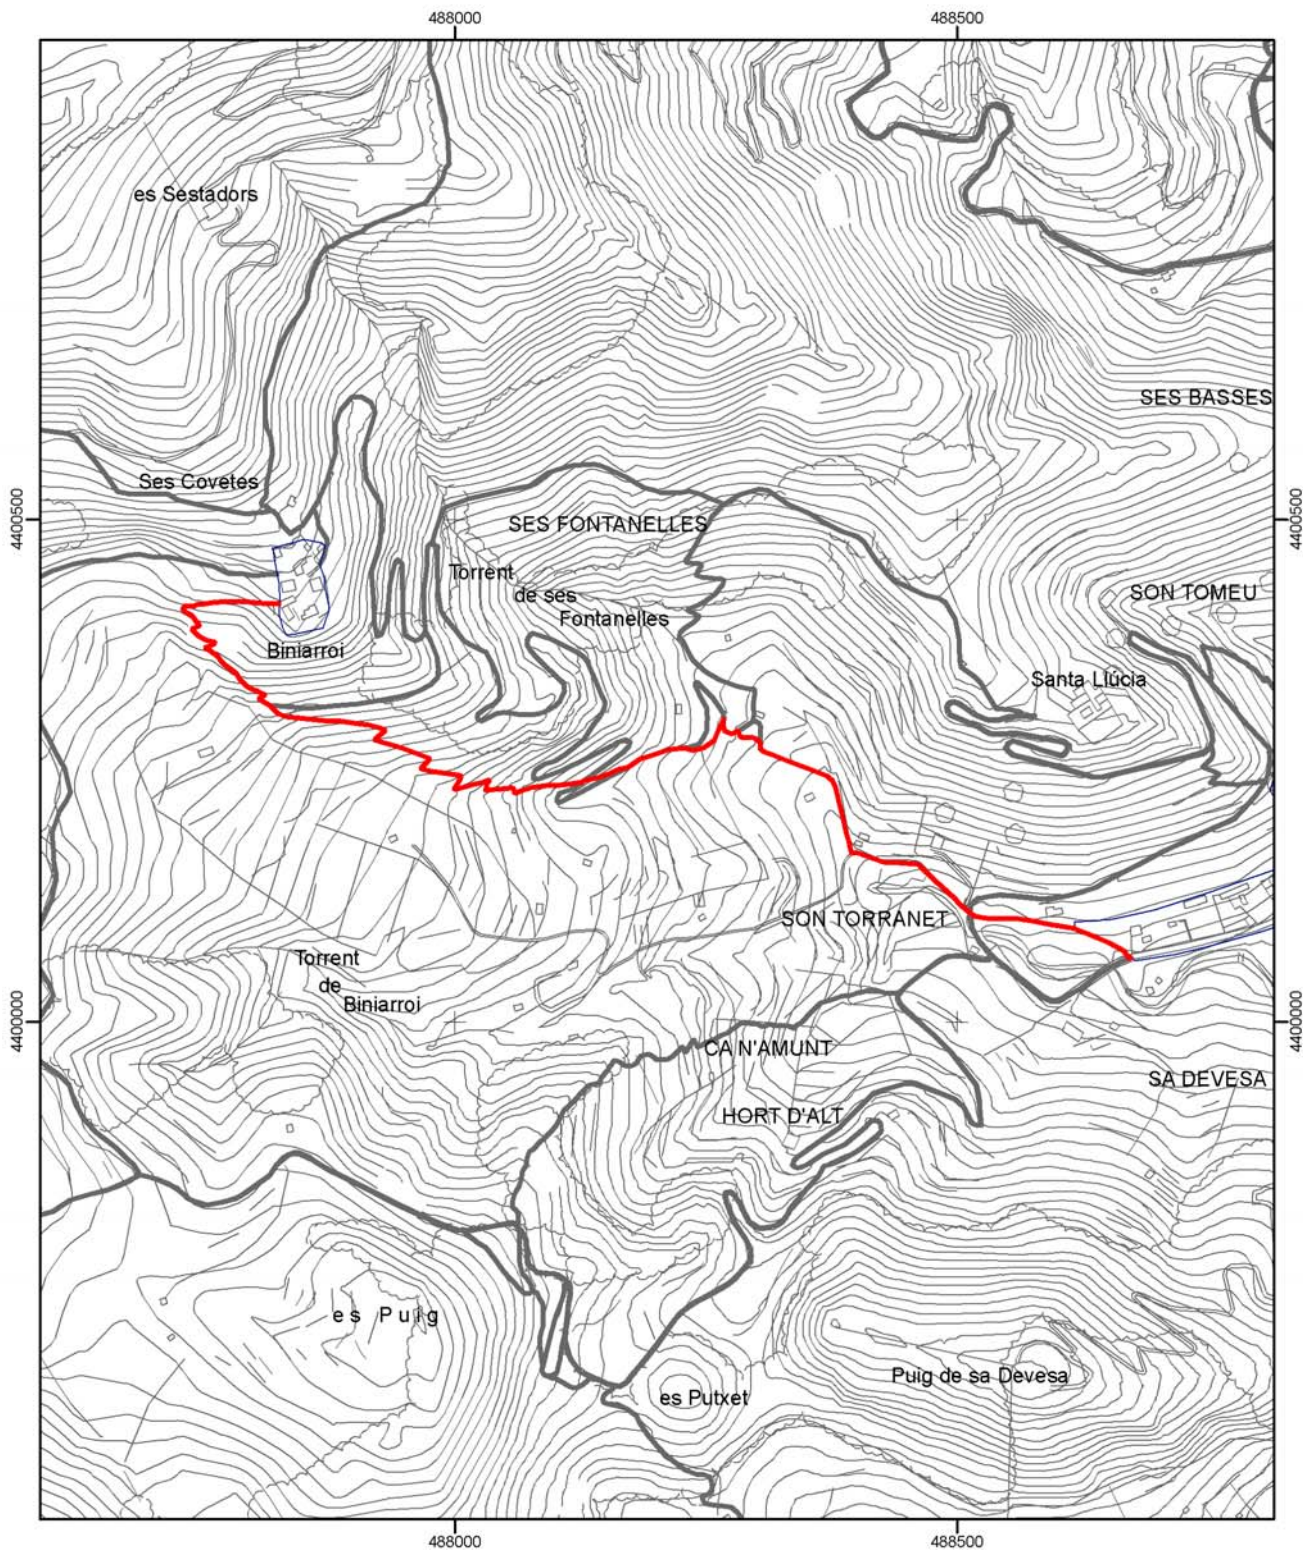 488000
488500
es Sestadors
SES BASSES
Ses Covetes
4400500
SES FONTANELLES
4400500
Torrent
de ses
Fontanelles
SON TOMEU
Biniarroi
Santa Llúcia
SON TORRANET
Torrent
de
Biniarroi
4400000
CA N'AMUNT
4400000
SA DEVESA
HORT D'ALT
es Puig
Puig de sa Devesa
es Putxet
488000
488500